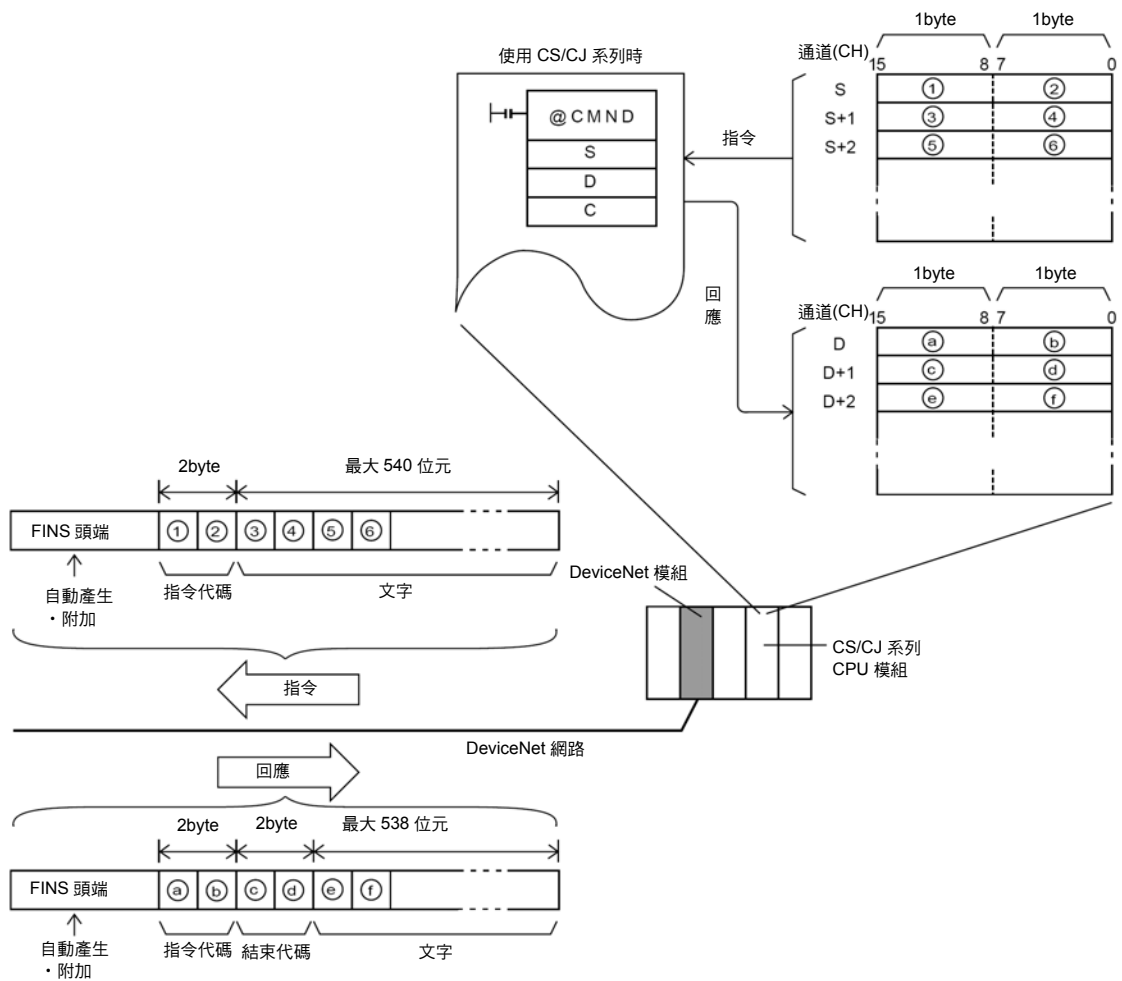 1byte 1byte
使用 CS/CJ 系列時
通道(CH)
15 8 7 0
@CMND
S
D
C
指令
S ① ②
S+1 ③ ④
S+2 ⑤ ⑥
1byte 1byte
回
應
通道(CH)
15 8 7 0
D ⓐ ⓑ
D+1 ⓒ ⓓ
D+2 ⓔ ⓕ
2byte 最大 540 位元
FINS 頭端 ① ② ③ ④ ⑤ ⑥
自動產生
・附加
指令代碼 文字
DeviceNet 模組
CS/CJ 系列
CPU 模組
指令
DeviceNet 網路
回應
2byte 2byte 最大 538 位元
FINS 頭端 ⓐ ⓑ ⓒ ⓓ ⓔ ⓕ
自動產生
・附加
指令代碼 結束代碼 文字